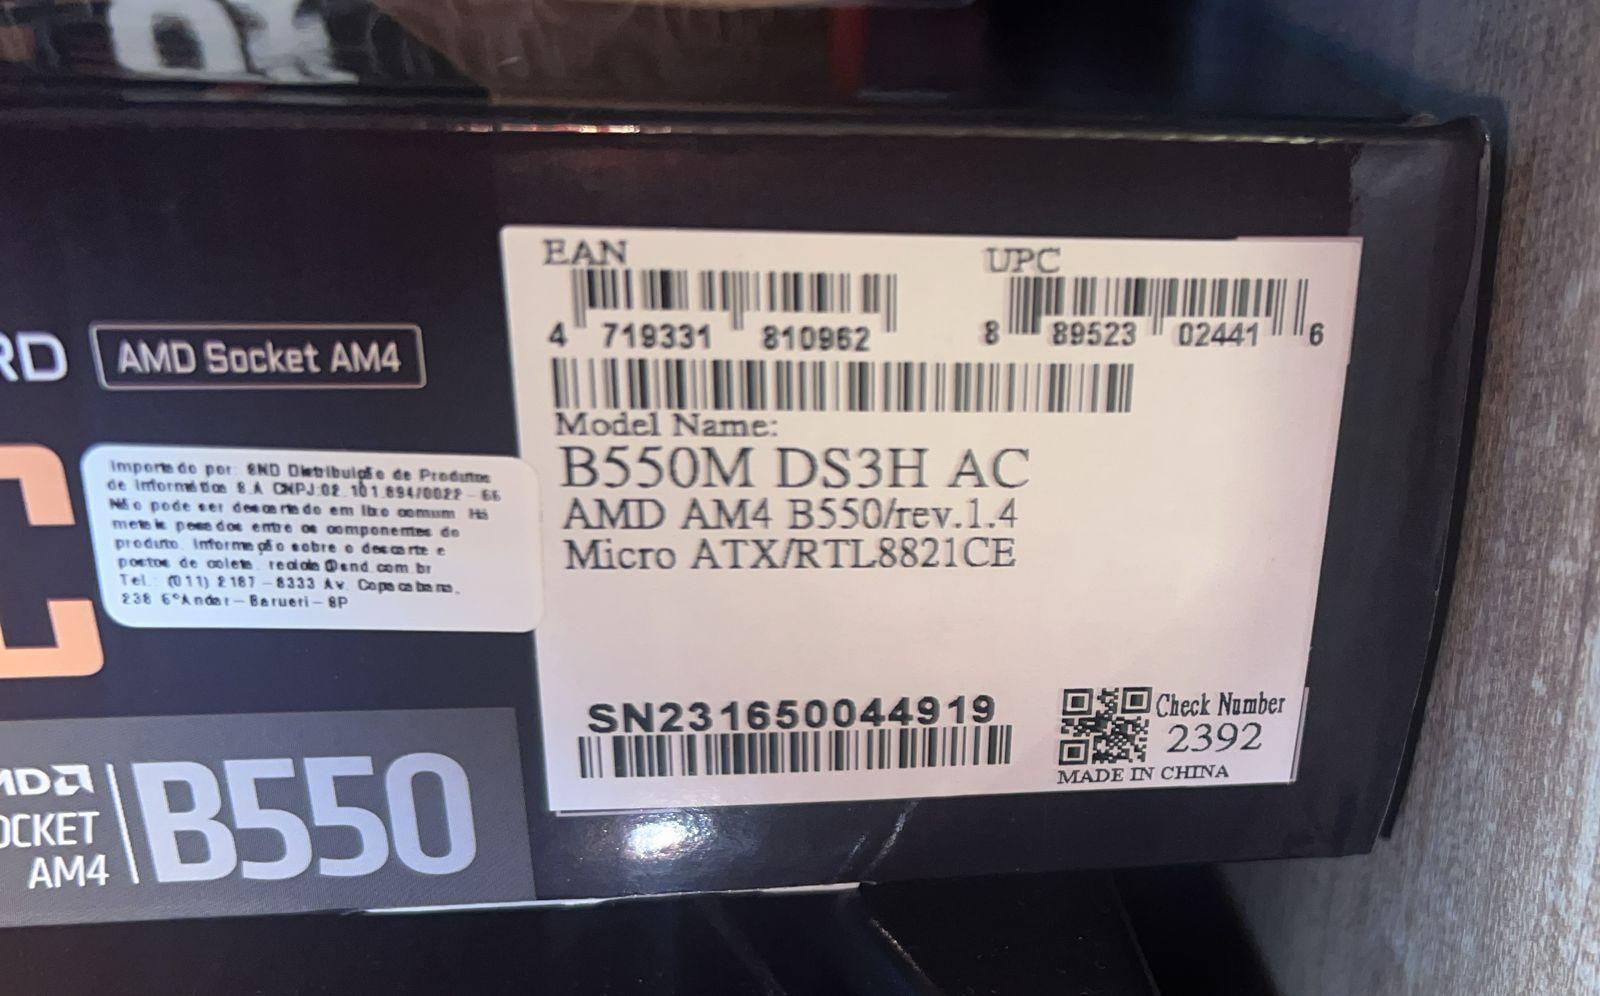 RD
AMD Socket AM4
Importado por: SND Distribuição de Produtos
de Informática S.A CNPJ:02.101.894/0022-66
Não pode ser descartado em lixo comum. Há
metais pesados entre os componentes do
produto. Informação sobre o descarte e
postos de coleta: recicla@snd.com.br
Tel.: (011) 2187-8333 Av. Copacabana,
238 6°Andar-Barueri-SP
C
EAN
4 719331 810962
UPC
8 89523 02441 6
Model Name:
B550M DS3H AC
AMD AM4 B550/rev.1.4
Micro ATX/RTL8821CE
SN231650044919
Check Number
2392
MADE IN CHINA
MD
OCKET
AM4
B550